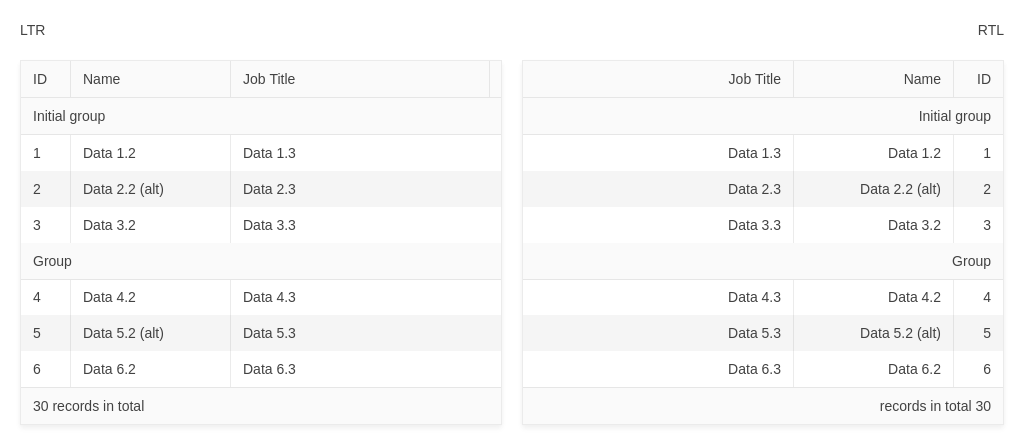 LTR
ID Name Job Title
Initial group
1 Data 1.2 Data 1.3
2 Data 2.2 (alt) Data 2.3
3 Data 3.2 Data 3.3
Group
4 Data 4.2 Data 4.3
5 Data 5.2 (alt) Data 5.3
6 Data 6.2 Data 6.3
30 records in total
RTL
Job Title Name ID
Initial group
Data 1.3 Data 1.2 1
Data 2.3 Data 2.2 (alt) 2
Data 3.3 Data 3.2 3
Group
Data 4.3 Data 4.2 4
Data 5.3 Data 5.2 (alt) 5
Data 6.3 Data 6.2 6
records in total 30